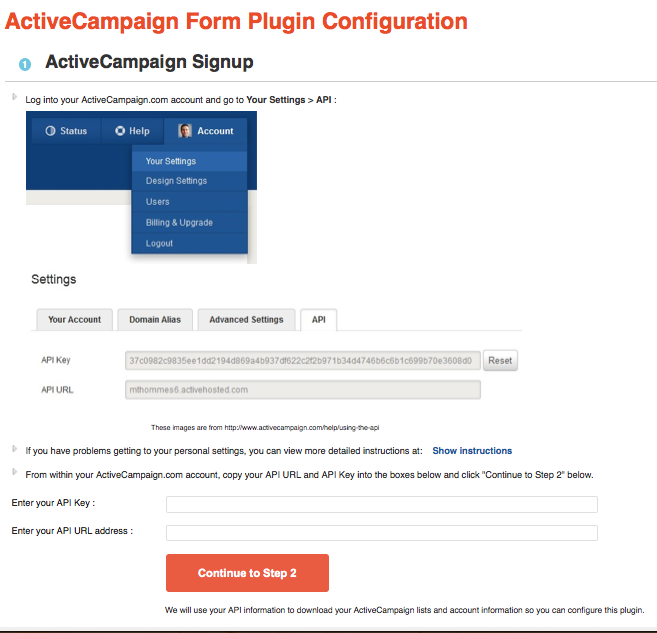 ActiveCampaign Form Plugin Configuration
1 ActiveCampaign Signup
Log into your ActiveCampaign.com account and go to Your Settings > API :
Status Help Account
Your Settings
Design Settings
Users
Billing & Upgrade
Logout
Settings
Your Account Domain Alias Advanced Settings API
API Key 37c0982c9835ee1dd2194d869a4b937df622c2f2b971b34d4746b6c6b1c699b70e3608d0 Reset
API URL mthommes6.activehosted.com
These images are from http://www.activecampaign.com/help/using-the-api
If you have problems getting to your personal settings, you can view more detailed instructions at: Show instructions
From within your ActiveCampaign.com account, copy your API URL and API Key into the boxes below and click "Continue to Step 2" below.
Enter your API Key :
Enter your API URL address :
Continue to Step 2
We will use your API information to download your ActiveCampaign lists and account information so you can configure this plugin.